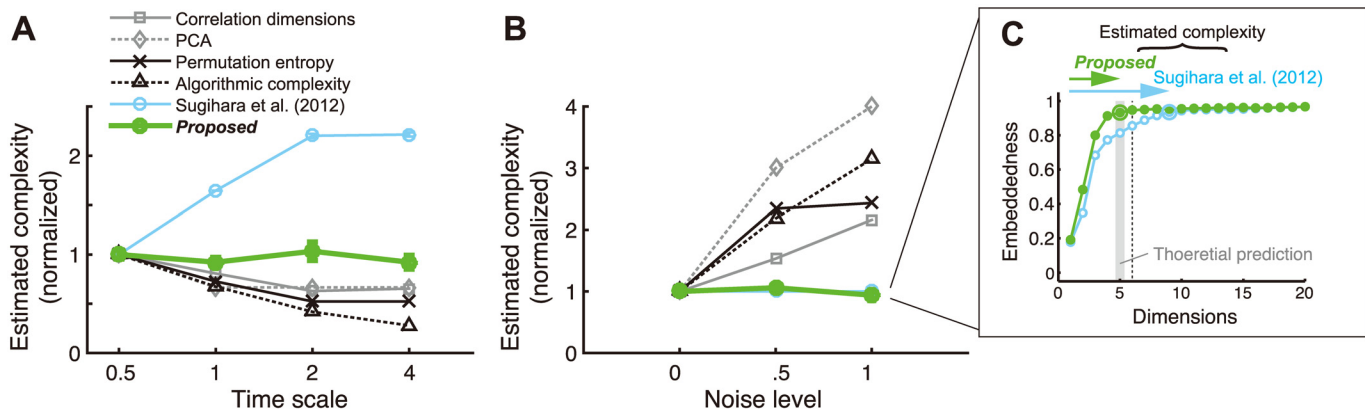 A
Correlation dimensions
PCA
Permutation entropy
Algorithmic complexity
Sugihara et al. (2012)
Proposed
Estimated complexity
(normalized)
2
1
0
0.5
1
2
4
Time scale
B
Estimated complexity
(normalized)
4
3
2
1
0
0
.5
1
Noise level
C
Estimated complexity
Proposed
Sugihara et al. (2012)
Embeddedness
1
0.8
0.6
0.4
0.2
0
Thoeretial prediction
0
5
10
15
20
Dimensions